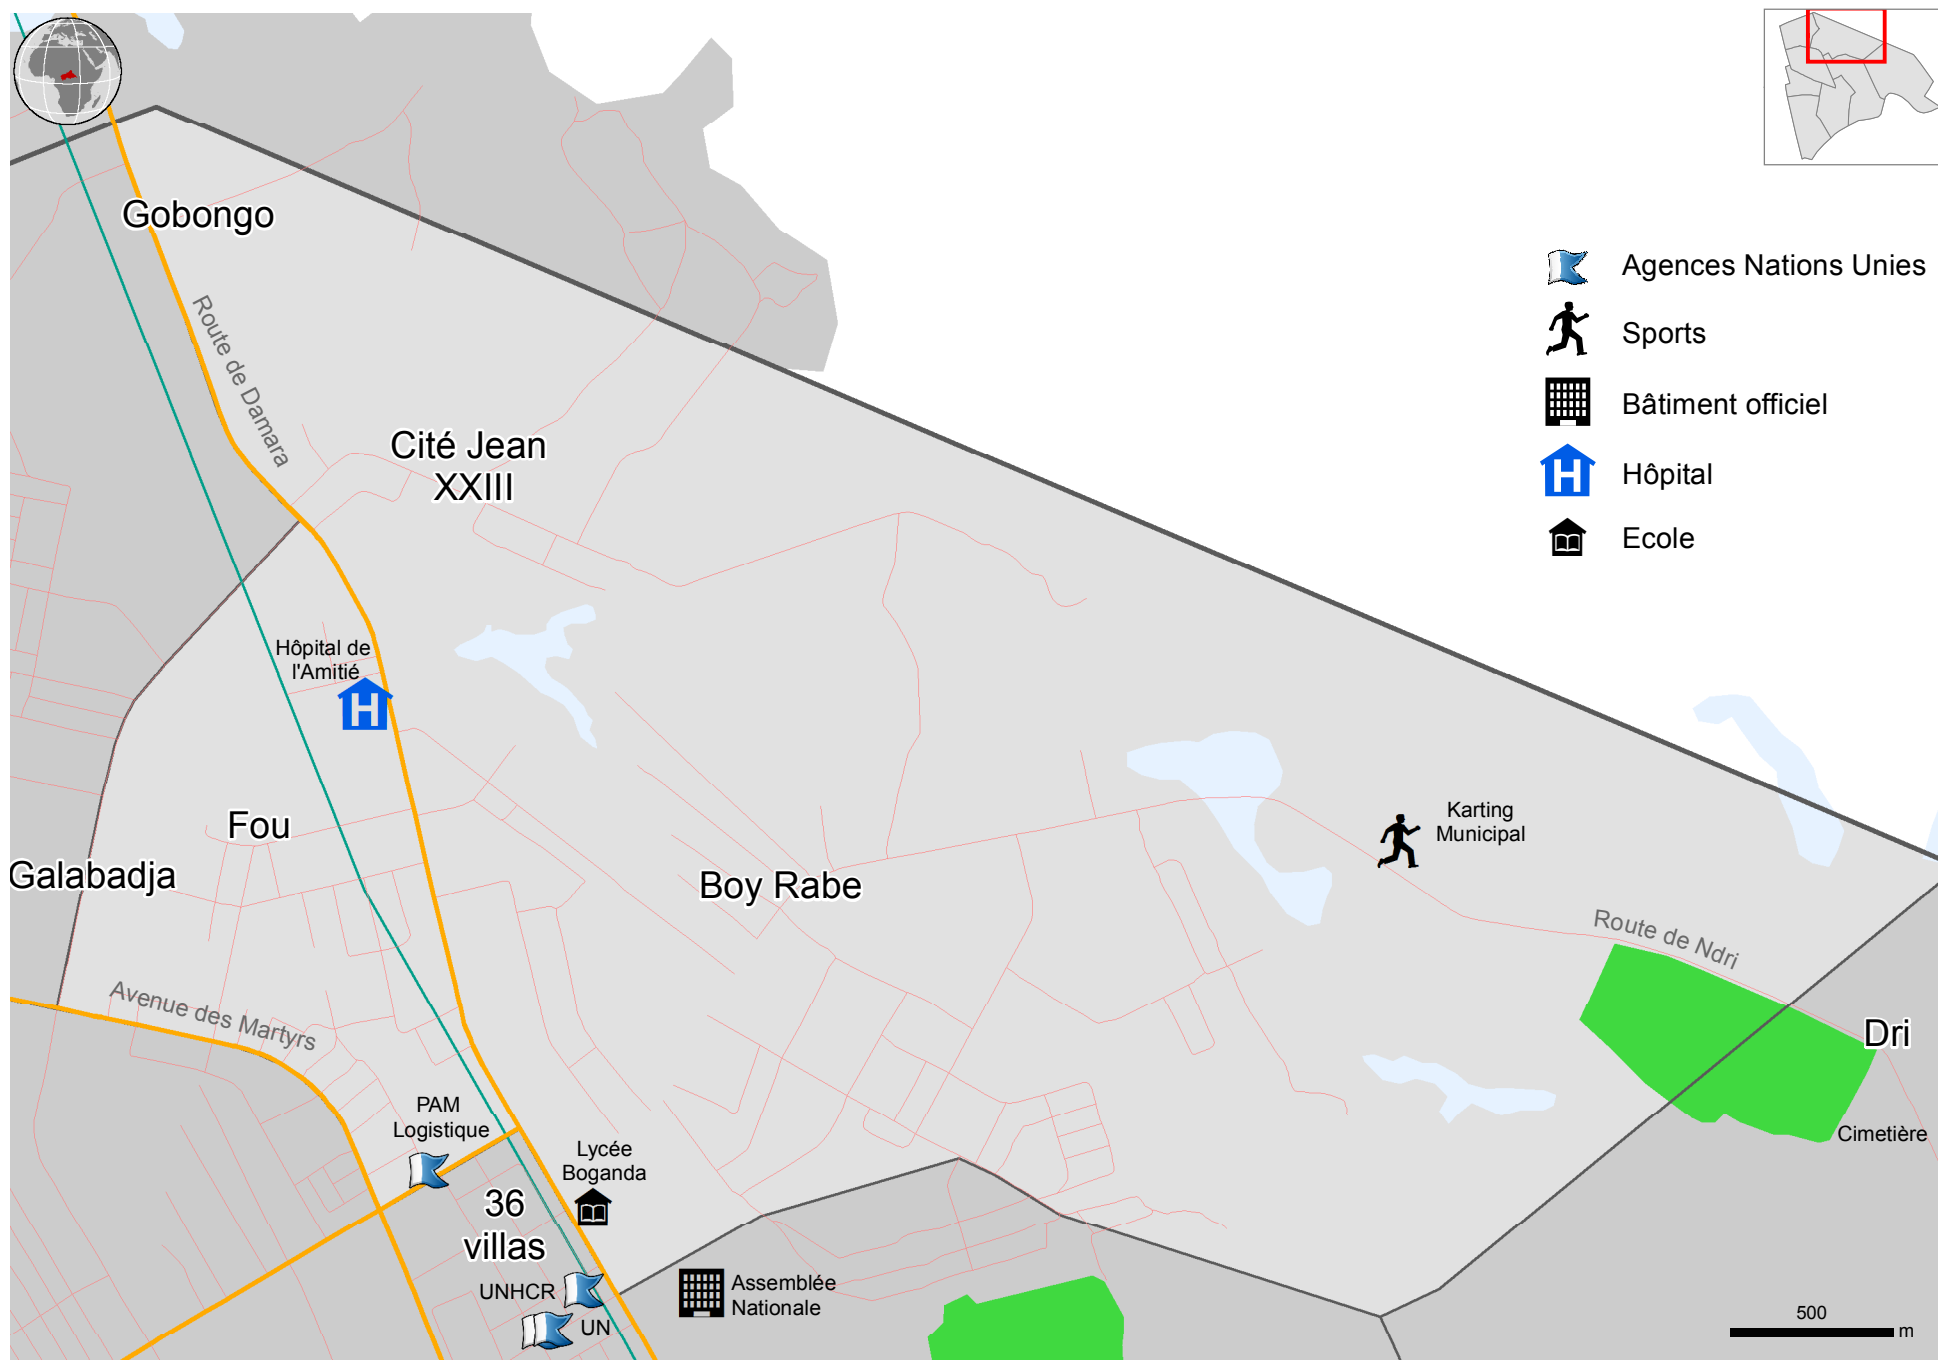 Gobongo
Route de Damara
Agences Nations Unies
Sports
Bâtiment officiel
Hôpital
Ecole
Cité Jean
XXIII
Hôpital de
l'Amitié
H
Fou
Galabadja
Boy Rabe
Karting
Municipal
Route de Ndri
Avenue des Martyrs
Dri
Cimetière
PAM
Logistique
Lycée
Boganda
36
villas
UNHCR
UN
Assemblée
Nationale
500
m
H